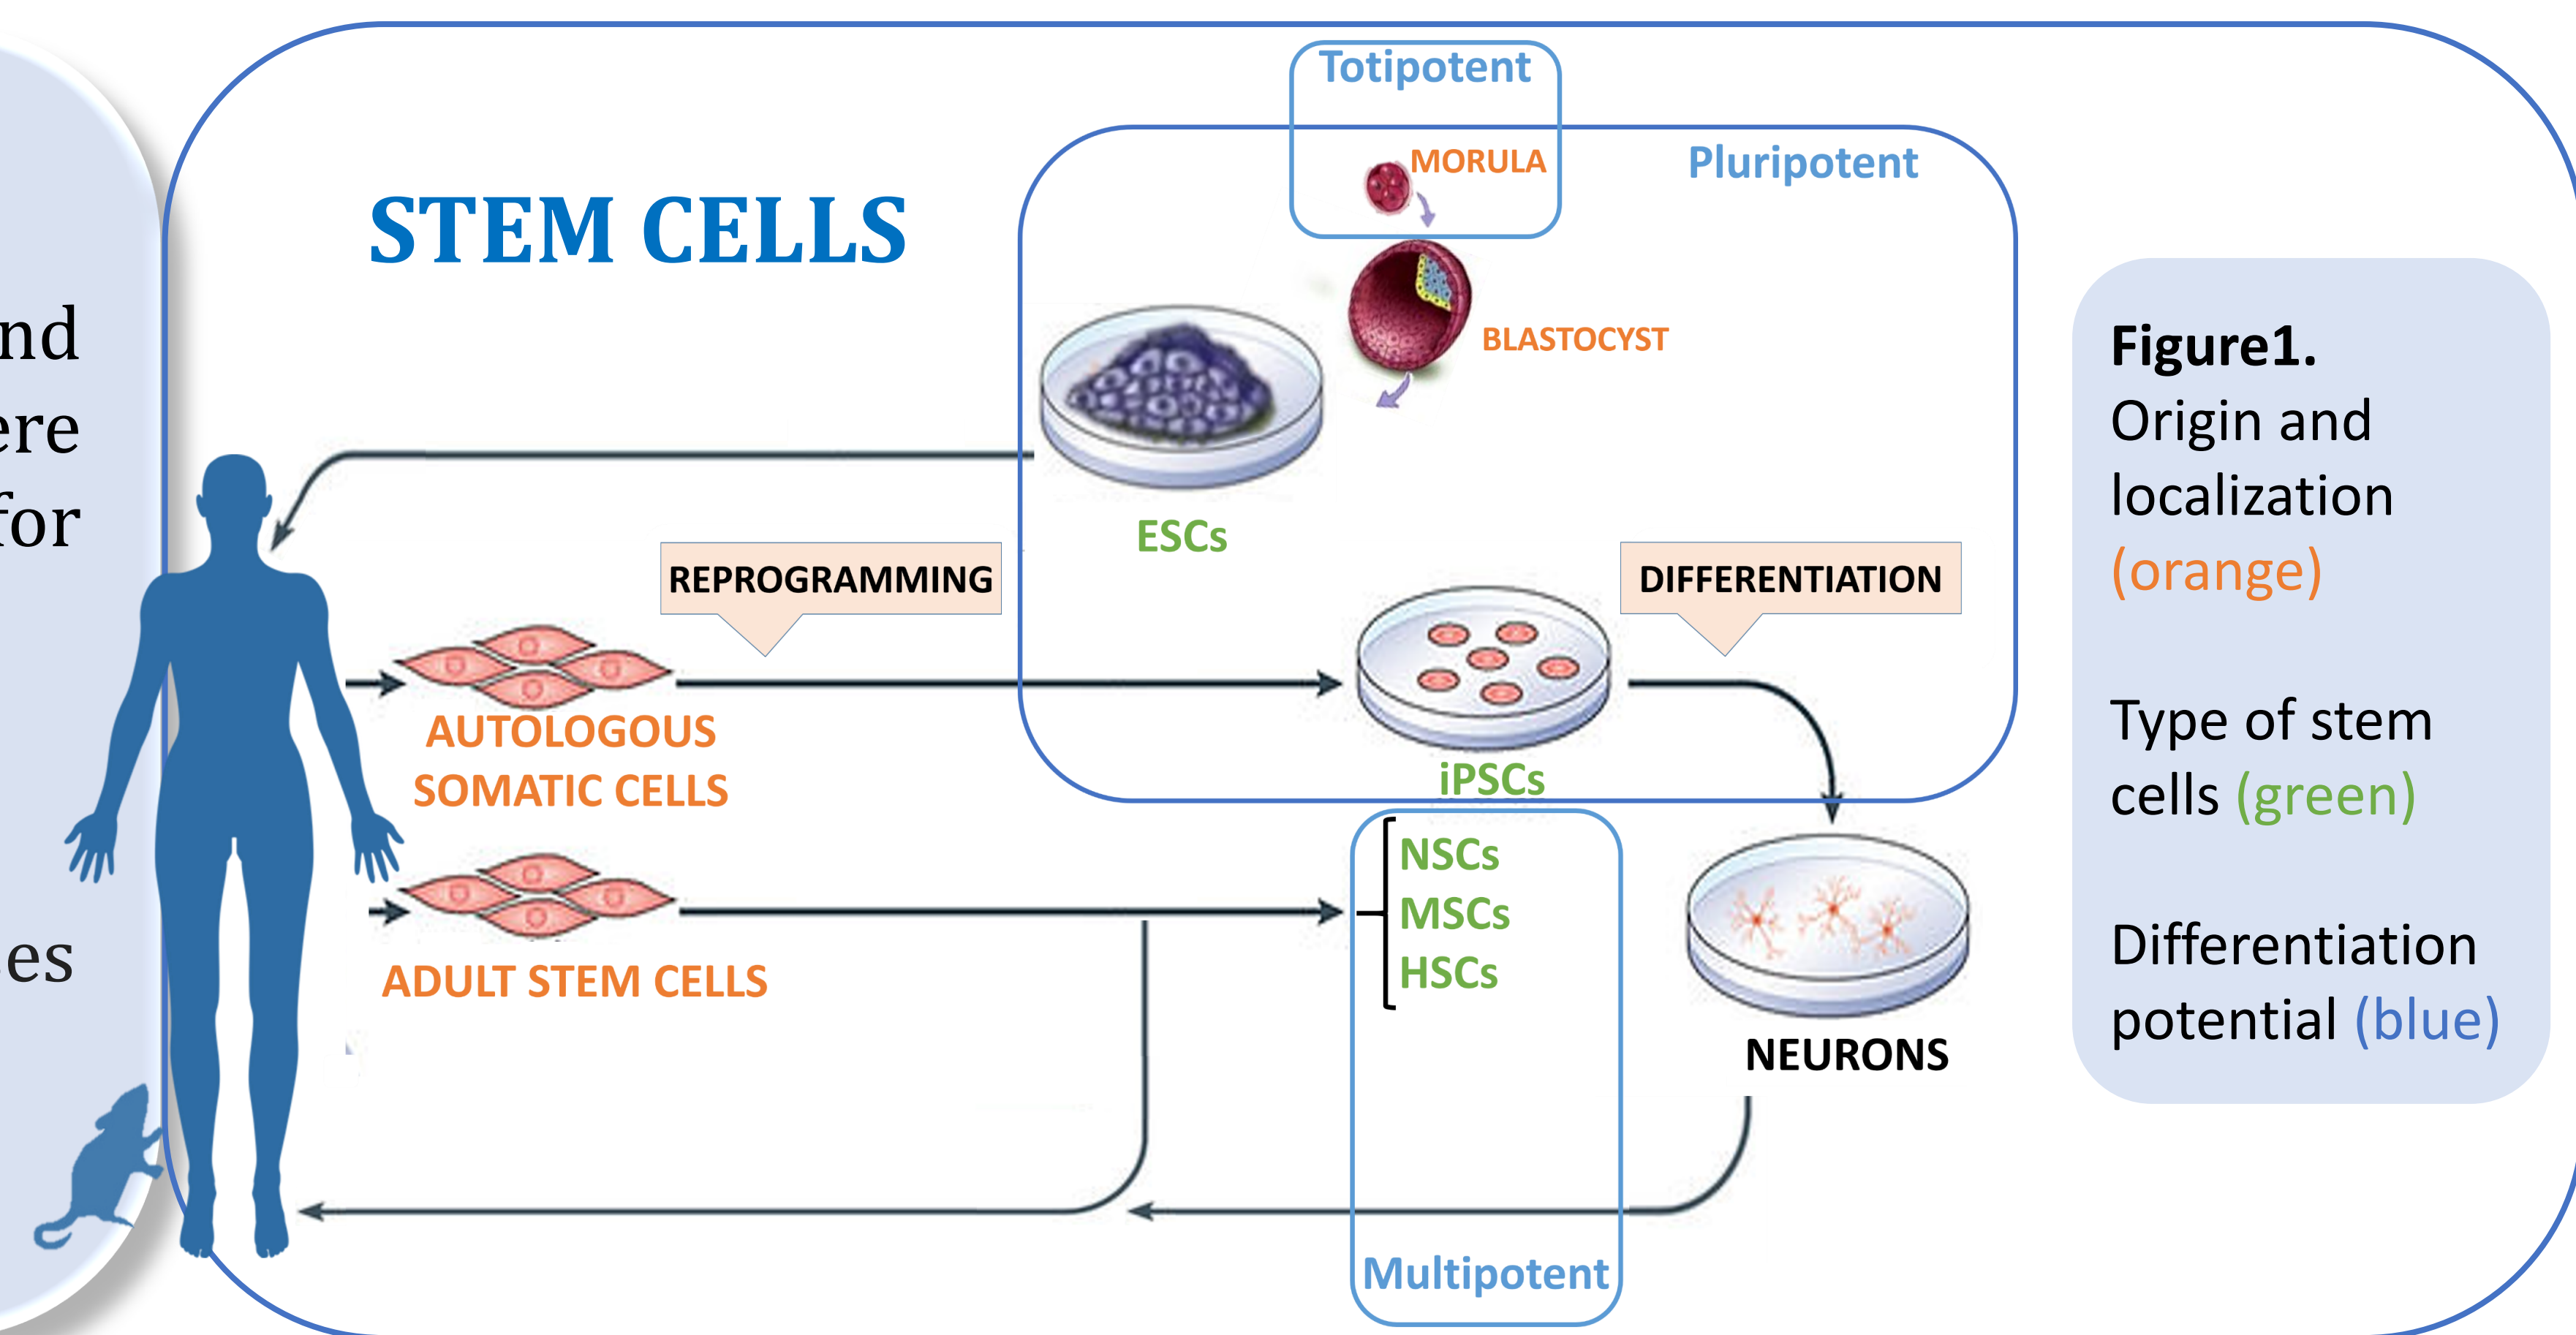 nd
ere
for
es
STEM CELLS
Totipotent
MORULA
Pluripotent
BLASTOCYST
ESCs
REPROGRAMMING
DIFFERENTIATION
AUTOLOGOUS
SOMATIC CELLS
iPSCs
ADULT STEM CELLS
NSCs
MSCs
HSCs
NEURONS
Multipotent
Figure1.
Origin and
localization
(orange)
Type of stem
cells (green)
Differentiation
potential (blue)